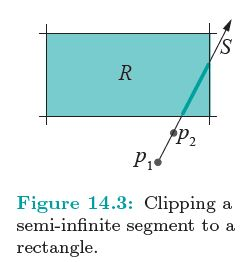 S
R
p2
p1
Figure 14.3: Clipping a
semi-infinite segment to a
rectangle.